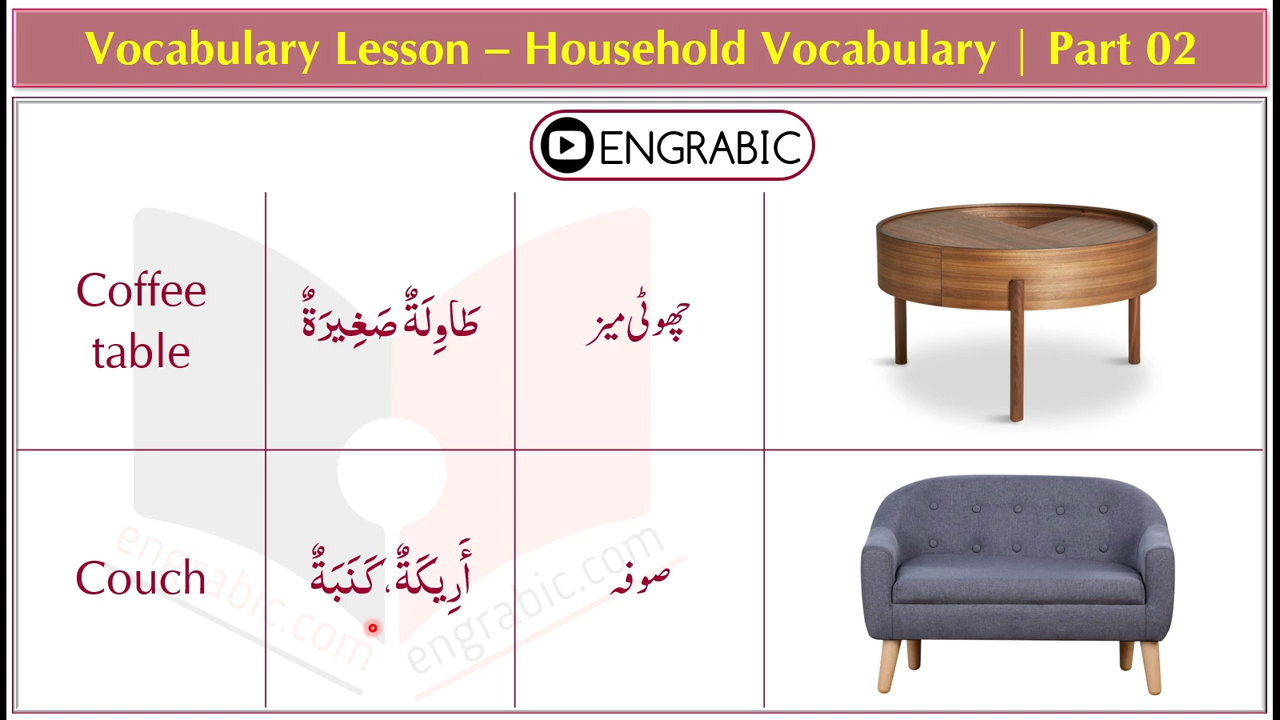 Vocabulary Lesson – Household Vocabulary | Part 02
ENGRABIC
Coffee
table
طَاوِلَةٌ صَغِيرَةٌ
چھوٹی میز
Couch
أَرِيكَةٌ، كَنَبَةٌ
صوفہ
engrabic.com
engrabic.com